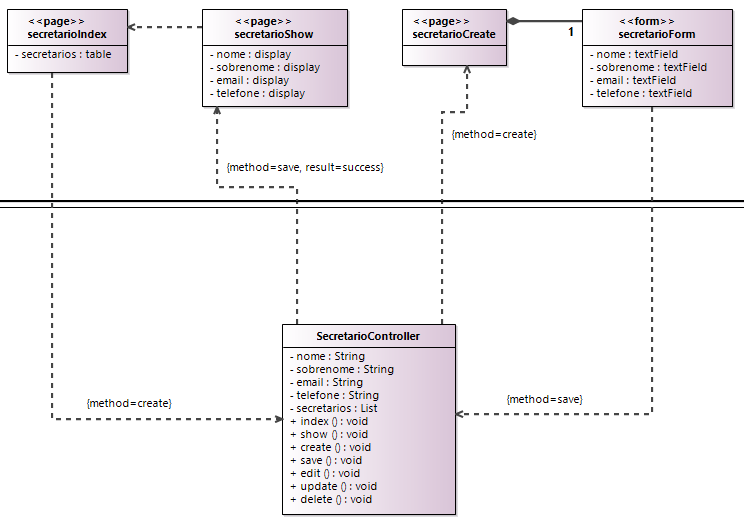 <<page>>
secretarioIndex
- secretarios : table
<<page>>
secretarioShow
- nome : display
- sobrenome : display
- email : display
- telefone : display
<<page>>
secretarioCreate
1
<<form>>
secretarioForm
- nome : textField
- sobrenome : textField
- email : textField
- telefone : textField
{method=create}
{method=save, result=success}
SecretarioController
- nome : String
- sobrenome : String
- email : String
- telefone : String
- secretarios : List
+ index () : void
+ show () : void
+ create () : void
+ save () : void
+ edit () : void
+ update () : void
+ delete () : void
{method=create}
{method=save}